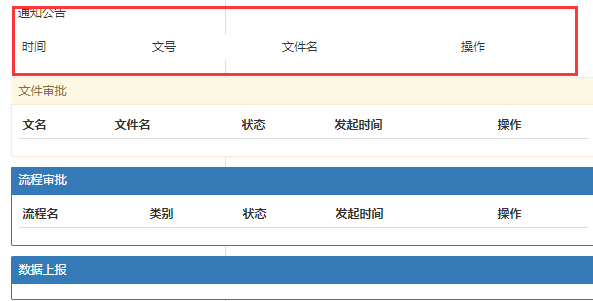 通知公告
时间 文号 文件名 操作
文件审批
文名 文件名 状态 发起时间 操作
流程审批
流程名 类别 状态 发起时间 操作
数据上报